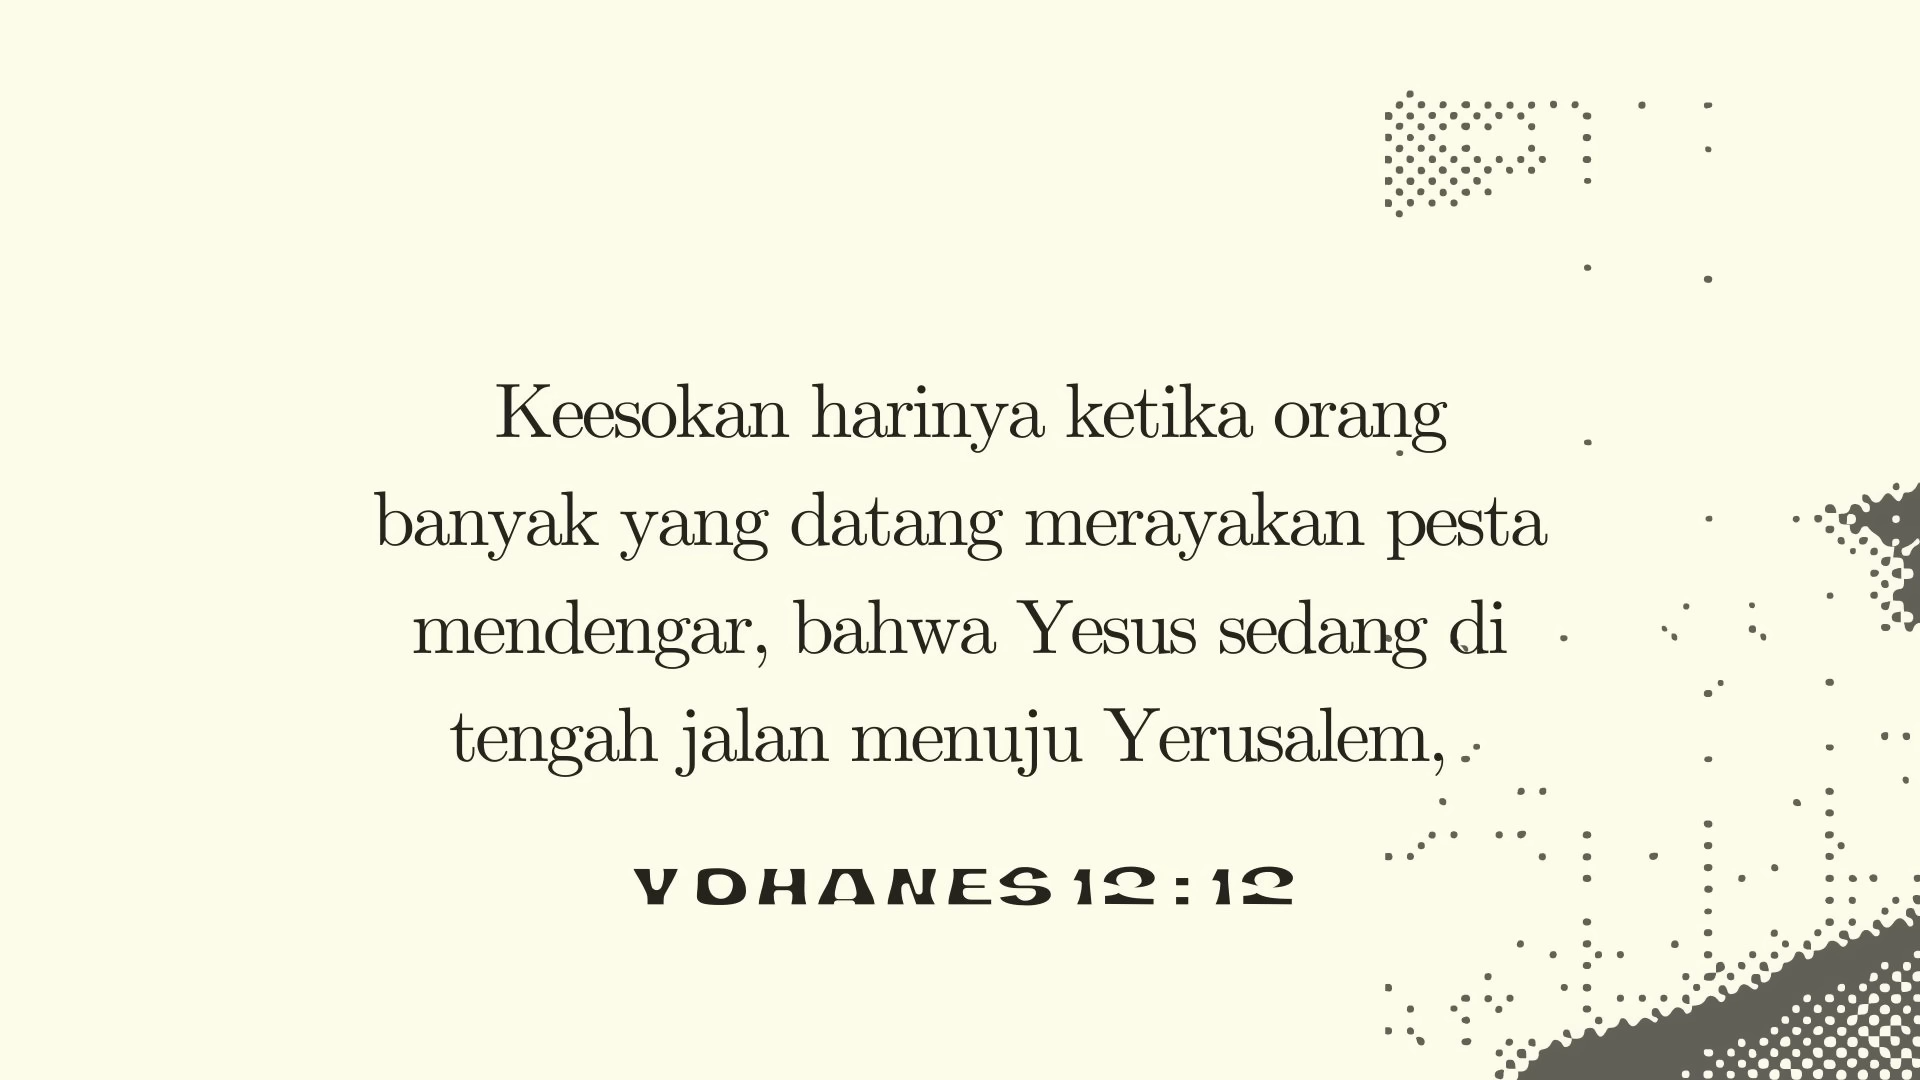 Keesokan harinya ketika orang
banyak yang datang merayakan pesta
mendengar, bahwa Yesus sedang di
tengah jalan menuju Yerusalem,
YOHANES 12:12